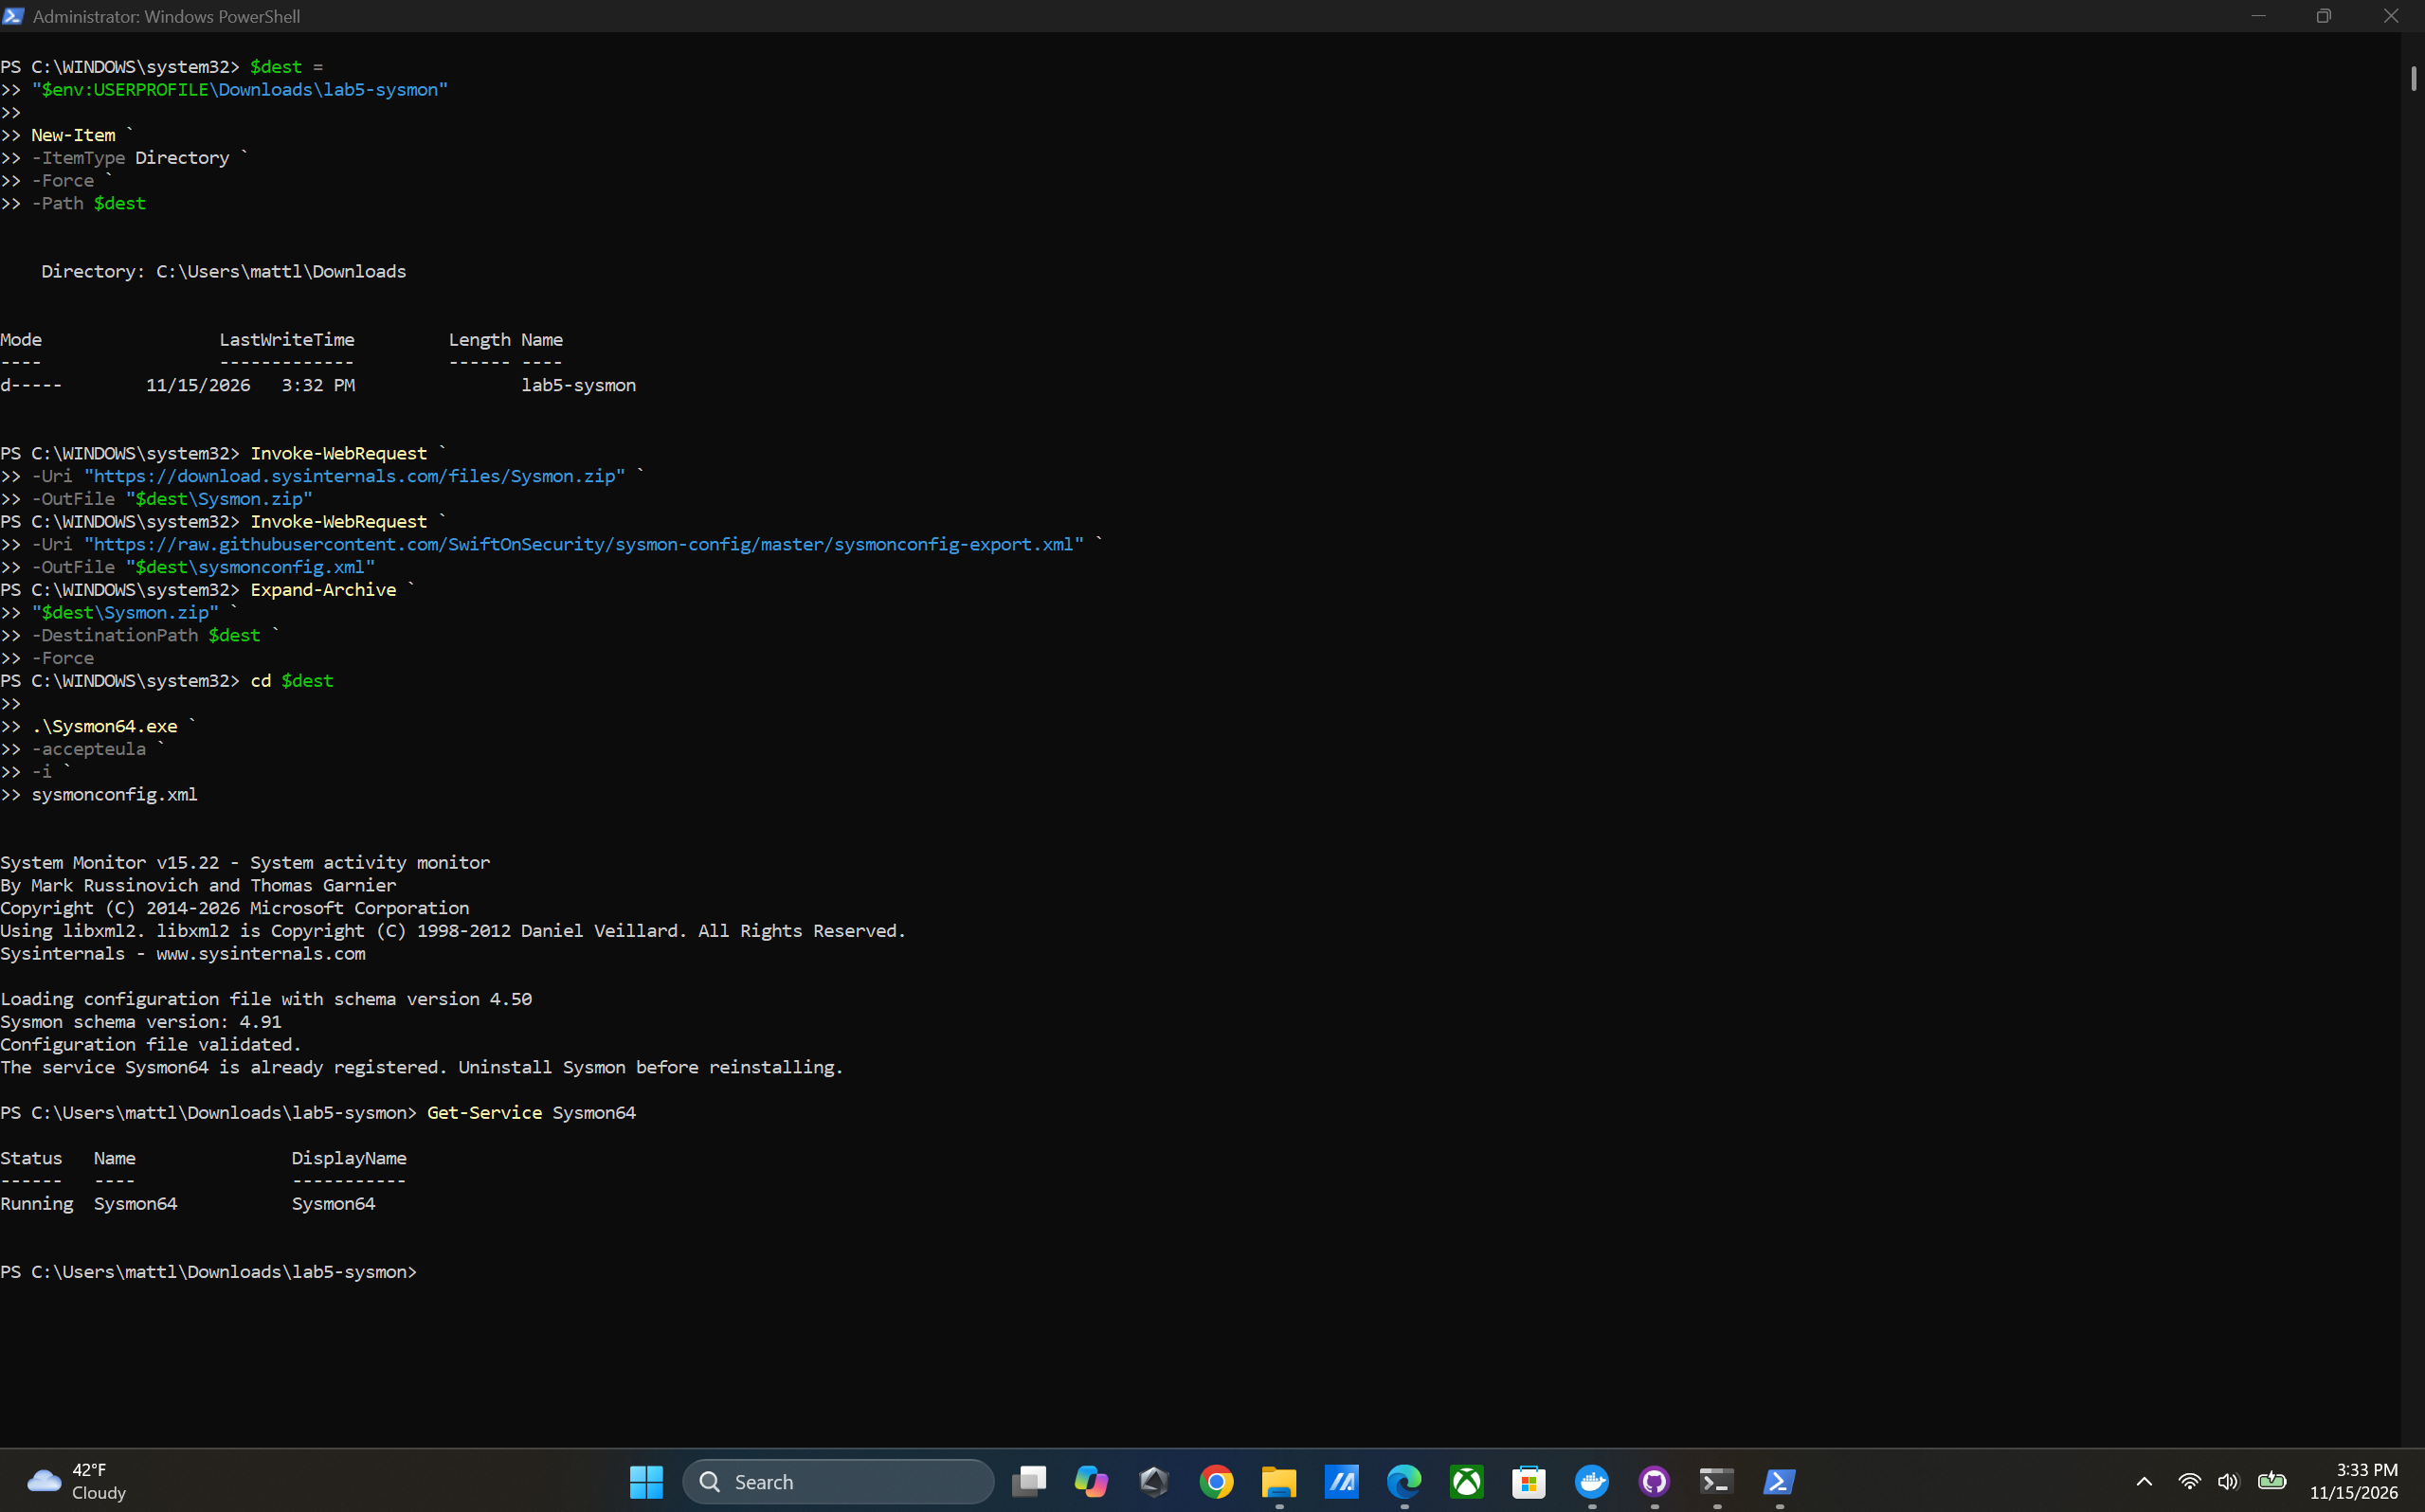 Administrator: Windows PowerShell
PS C:\WINDOWS\system32> $dest =
>> "$env:USERPROFILE\Downloads\lab5-sysmon"
>>
>> New-Item `
>> -ItemType Directory `
>> -Force `
>> -Path $dest
Directory: C:\Users\mattl\Downloads
Mode LastWriteTime Length Name
---- ------------- ------ ----
d----- 11/15/2026 3:32 PM lab5-sysmon
PS C:\WINDOWS\system32> Invoke-WebRequest `
>> -Uri "https://download.sysinternals.com/files/Sysmon.zip" `
>> -OutFile "$dest\Sysmon.zip"
PS C:\WINDOWS\system32> Invoke-WebRequest `
>> -Uri "https://raw.githubusercontent.com/SwiftOnSecurity/sysmon-config/master/sysmonconfig-export.xml" `
>> -OutFile "$dest\sysmonconfig.xml"
PS C:\WINDOWS\system32> Expand-Archive `
>> "$dest\Sysmon.zip" `
>> -DestinationPath $dest `
>> -Force
PS C:\WINDOWS\system32> cd $dest
>>
>> .\Sysmon64.exe `
>> -accepteula `
>> -i `
>> sysmonconfig.xml
System Monitor v15.22 - System activity monitor
By Mark Russinovich and Thomas Garnier
Copyright (C) 2014-2026 Microsoft Corporation
Using libxml2. libxml2 is Copyright (C) 1998-2012 Daniel Veillard. All Rights Reserved.
Sysinternals - www.sysinternals.com
Loading configuration file with schema version 4.50
Sysmon schema version: 4.91
Configuration file validated.
The service Sysmon64 is already registered. Uninstall Sysmon before reinstalling.
PS C:\Users\mattl\Downloads\lab5-sysmon> Get-Service Sysmon64
Status Name DisplayName
------ ---- -----------
Running Sysmon64 Sysmon64
PS C:\Users\mattl\Downloads\lab5-sysmon>
42°F
Cloudy
Search
3:33 PM
11/15/2026